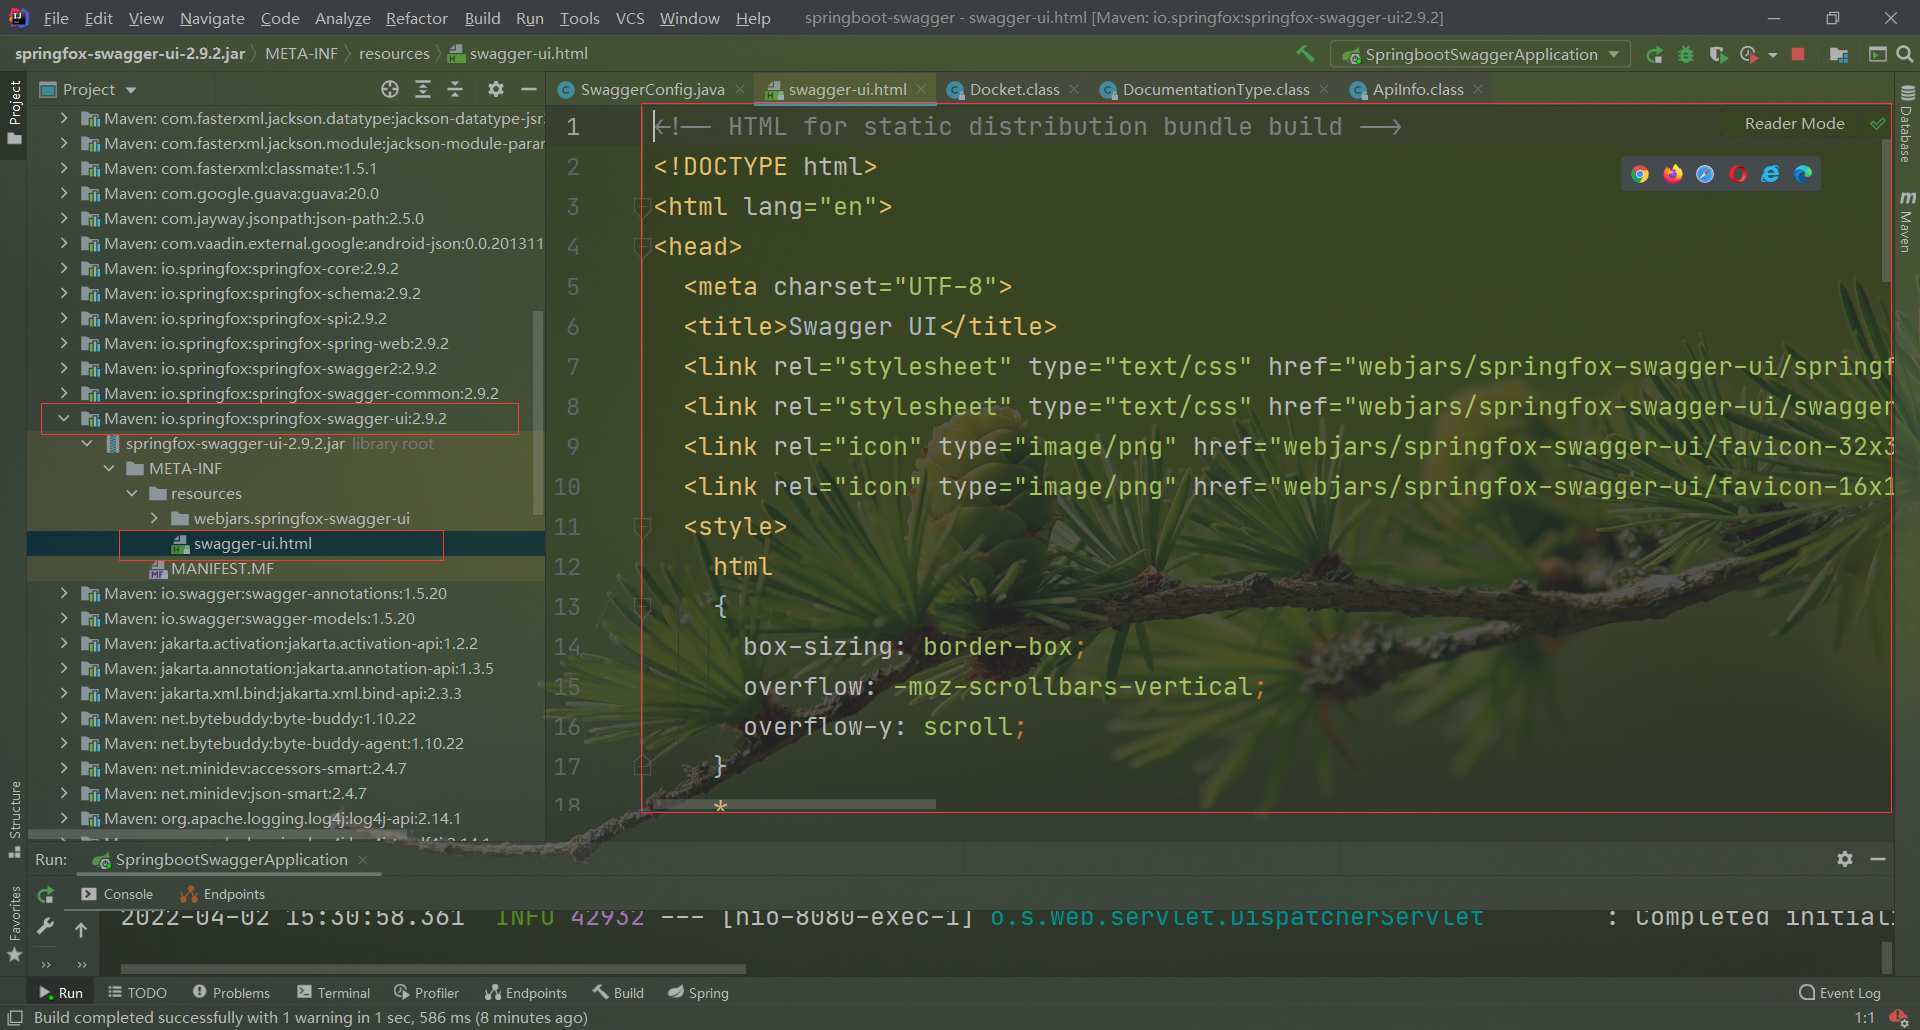 File Edit View Navigate Code Analyze Refactor Build Run Tools VCS Window Help springboot-swagger - swagger-ui.html [Maven: io.springfox:springfox-swagger-ui:2.9.2]
springfox-swagger-ui-2.9.2.jar META-INF resources swagger-ui.html SpringbootSwaggerApplication
Project
SwaggerConfig.java swagger-ui.html Docket.class DocumentationType.class ApiInfo.class
Project
Maven: com.fasterxml.jackson.datatype:jackson-datatype-jsr
Maven: com.fasterxml.jackson.module:jackson-module-parar
Maven: com.fasterxml:classmate:1.5.1
Maven: com.google.guava:guava:20.0
Maven: com.jayway.jsonpath:json-path:2.5.0
Maven: com.vaadin.external.google:android-json:0.0.201311
Maven: io.springfox:springfox-core:2.9.2
Maven: io.springfox:springfox-schema:2.9.2
Maven: io.springfox:springfox-spi:2.9.2
Maven: io.springfox:springfox-spring-web:2.9.2
Maven: io.springfox:springfox-swagger2:2.9.2
Maven: io.springfox:springfox-swagger-common:2.9.2
Maven: io.springfox:springfox-swagger-ui:2.9.2
springfox-swagger-ui-2.9.2.jar library root
META-INF
resources
webjars.springfox-swagger-ui
swagger-ui.html
MANIFEST.MF
Maven: io.swagger:swagger-annotations:1.5.20
Maven: io.swagger:swagger-models:1.5.20
Maven: jakarta.activation:jakarta.activation-api:1.2.2
Maven: jakarta.annotation:jakarta.annotation-api:1.3.5
Maven: jakarta.xml.bind:jakarta.xml.bind-api:2.3.3
Maven: net.bytebuddy:byte-buddy:1.10.22
Maven: net.bytebuddy:byte-buddy-agent:1.10.22
Maven: net.minidev:accessors-smart:2.4.7
Maven: net.minidev:json-smart:2.4.7
Maven: org.apache.logging.log4j:log4j-api:2.14.1
1 <!-- HTML for static distribution bundle build -->
2 <!DOCTYPE html>
3 <html lang="en">
4 <head>
5 <meta charset="UTF-8">
6 <title>Swagger UI</title>
7 <link rel="stylesheet" type="text/css" href="webjars/springfox-swagger-ui/springf
8 <link rel="stylesheet" type="text/css" href="webjars/springfox-swagger-ui/swagger
9 <link rel="icon" type="image/png" href="webjars/springfox-swagger-ui/favicon-32x3
10 <link rel="icon" type="image/png" href="webjars/springfox-swagger-ui/favicon-16x1
11 <style>
12 html
13 {
14 box-sizing: border-box;
15 overflow: -moz-scrollbars-vertical;
16 overflow-y: scroll;
17 }
18 *
Reader Mode
Database
Maven
Structure
Favorites
Run: SpringbootSwaggerApplication
Console Endpoints
2022-04-02 15:30:58.361 INFO 42932 --- [nio-8080-exec-1] o.s.web.servlet.DispatcherServlet : Completed initiali
Run TODO Problems Terminal Profiler Endpoints Build Spring Event Log
Build completed successfully with 1 warning in 1 sec, 586 ms (8 minutes ago) 1:1